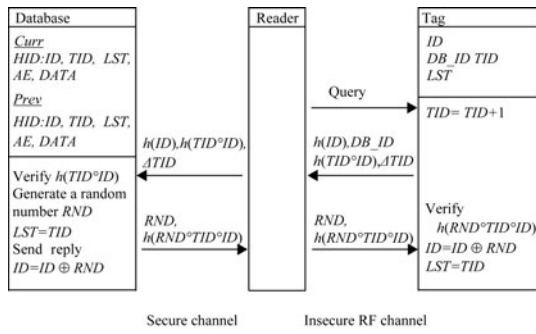 Database
Reader
Tag
Curr
HID:ID, TID, LST,
AE, DATA
Prev
HID:ID, TID, LST,
AE, DATA
ID
DB_ID TID
LST
Query
TID= TID+1
h(ID),h(TID°ID),
ΔTID
h(ID),DB_ID
h(TID°ID),ΔTID
Verify h(TID°ID)
Generate a random
number RND
LST=TID
Send reply
ID=ID ⊕ RND
RND,
h(RND°TID°ID)
RND,
h(RND°TID°ID)
Verify
h(RND°TID°ID)
ID=ID ⊕ RND
LST=TID
Secure channel
Insecure RF channel